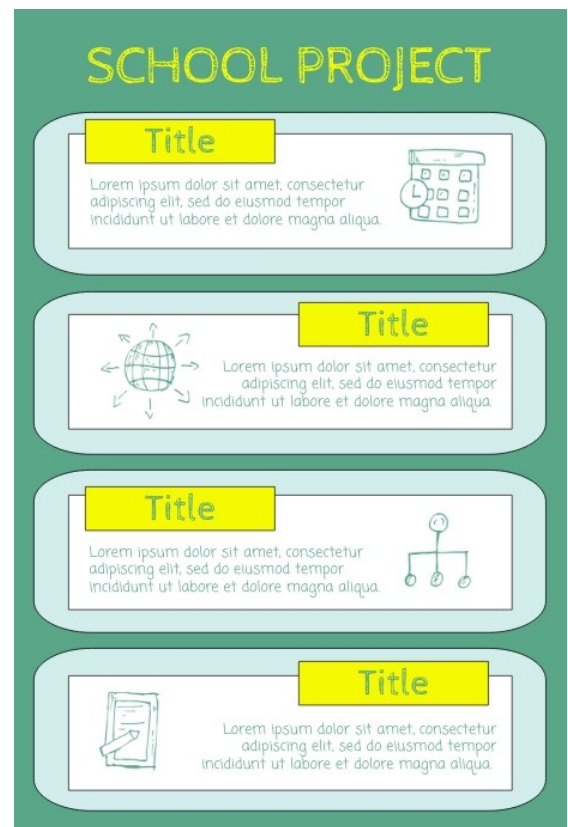 SCHOOL PROJECT
Title
Lorem ipsum dolor sit amet, consectetur
adipiscing elit, sed do eiusmod tempor
incididunt ut labore et dolore magna aliqua.
Title
Lorem ipsum dolor sit amet, consectetur
adipiscing elit, sed do eiusmod tempor
incididunt ut labore et dolore magna aliqua.
Title
Lorem ipsum dolor sit amet, consectetur
adipiscing elit, sed do eiusmod tempor
incididunt ut labore et dolore magna aliqua.
Title
Lorem ipsum dolor sit amet, consectetur
adipiscing elit, sed do eiusmod tempor
incididunt ut labore et dolore magna aliqua.